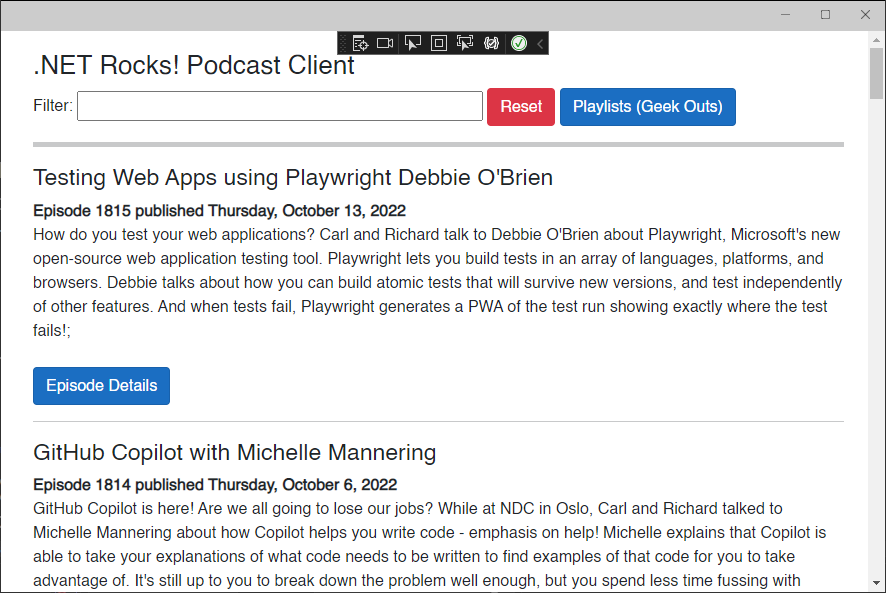 .NET Rocks! Podcast Client
Filter:
Reset
Playlists (Geek Outs)
Testing Web Apps using Playwright Debbie O'Brien
Episode 1815 published Thursday, October 13, 2022
How do you test your web applications? Carl and Richard talk to Debbie O'Brien about Playwright, Microsoft's new
open-source web application testing tool. Playwright lets you build tests in an array of languages, platforms, and
browsers. Debbie talks about how you can build atomic tests that will survive new versions, and test independently
of other features. And when tests fail, Playwright generates a PWA of the test run showing exactly where the test
fails!;
Episode Details
GitHub Copilot with Michelle Mannering
Episode 1814 published Thursday, October 6, 2022
GitHub Copilot is here! Are we all going to lose our jobs? While at NDC in Oslo, Carl and Richard talked to
Michelle Mannering about how Copilot helps you write code - emphasis on help! Michelle explains that Copilot is
able to take your explanations of what code needs to be written to find examples of that code for you to take
advantage of. It's still up to you to break down the problem well enough, but you spend less time fussing with